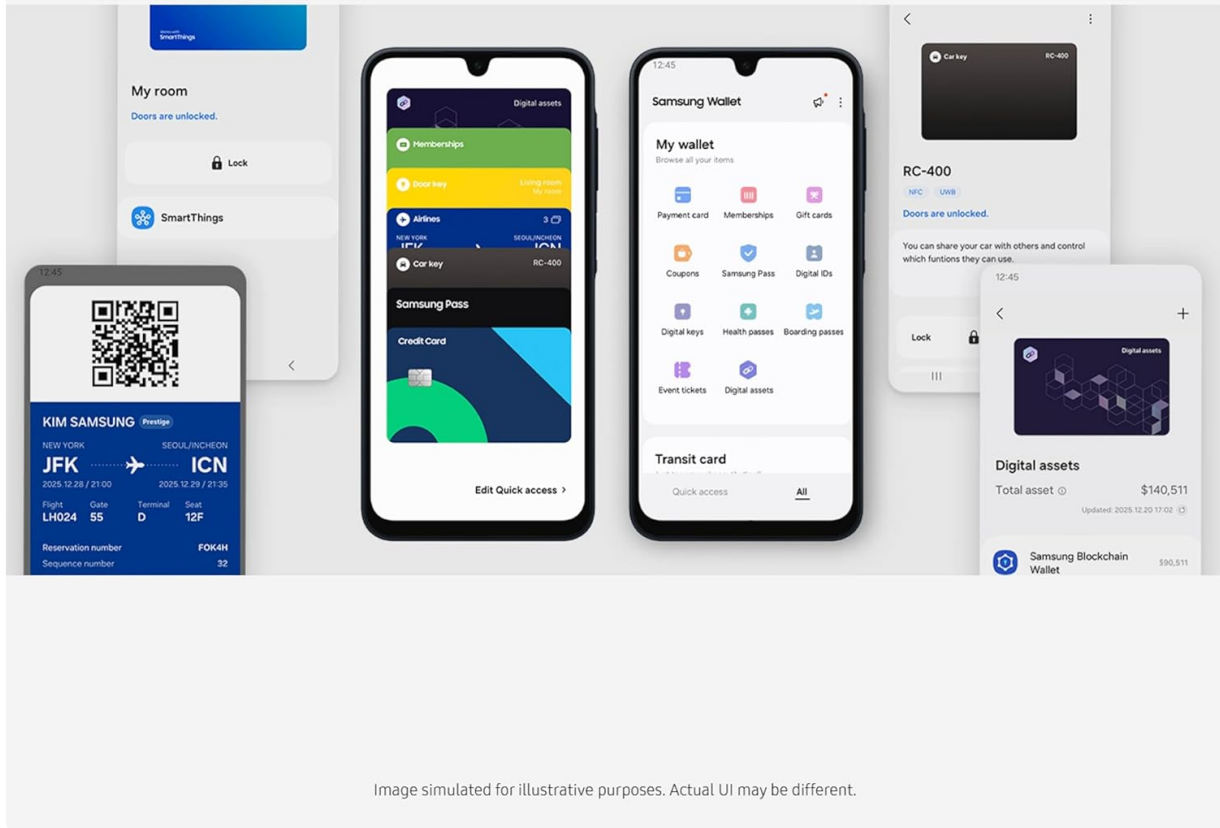 Works with
SmartThings
My room
Doors are unlocked.
Lock
SmartThings
12:45
KIM SAMSUNG Prestige
NEW YORK SEOUL/INCHEON
JFK ICN
2025.12.28 / 21:00 2025.12.29 / 21:35
Flight Gate Terminal Seat
LH024 55 D 12F
Reservation number FOK4H
Sequence number 32
Digital assets
Memberships
Door key Living room
My room
Airlines 3
NEW YORK SEOUL/INCHEON
JFK ICN
Car key RC-400
Samsung Pass
Credit Card
Edit Quick access >
12:45
Samsung Wallet
My wallet
Browse all your items
Payment card Memberships Gift cards
Coupons Samsung Pass Digital IDs
Digital keys Health passes Boarding passes
Event tickets Digital assets
Transit card
Quick access All
Car key RC-400
RC-400
NFC UWB
Doors are unlocked.
You can share your car with others and control
which funtions they can use.
Lock
12:45
Digital assets
Digital assets
Total asset $140,511
Updated: 2025.12.20 17:02
Samsung Blockchain
Wallet
$90,511
Image simulated for illustrative purposes. Actual UI may be different.